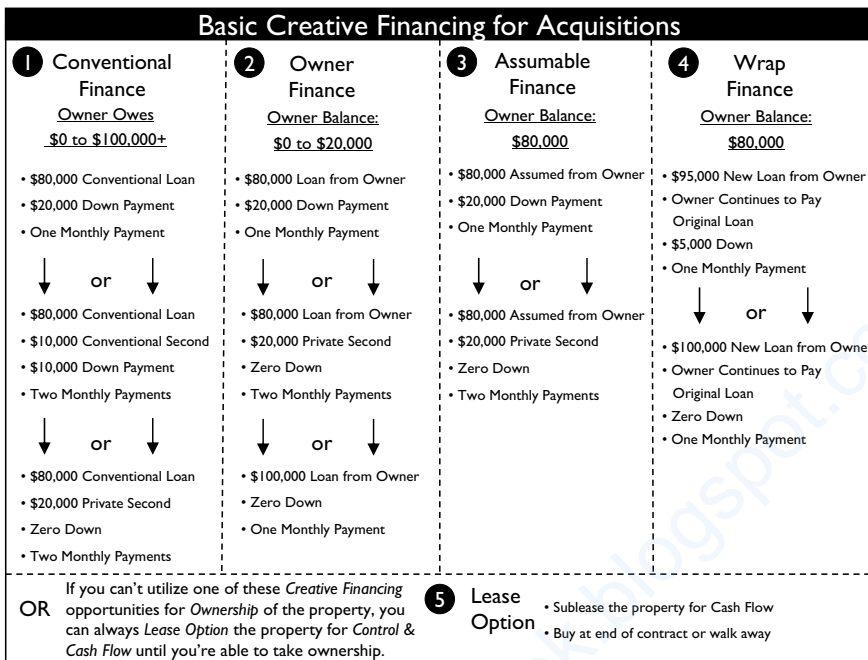 Basic Creative Financing for Acquisitions
1 Conventional
Finance
Owner Owes
$0 to $100,000+
• $80,000 Conventional Loan
• $20,000 Down Payment
• One Monthly Payment
or
• $80,000 Conventional Loan
• $10,000 Conventional Second
• $10,000 Down Payment
• Two Monthly Payments
or
• $80,000 Conventional Loan
• $20,000 Private Second
• Zero Down
• Two Monthly Payments
2 Owner
Finance
Owner Balance:
$0 to $20,000
• $80,000 Loan from Owner
• $20,000 Down Payment
• One Monthly Payment
or
• $80,000 Loan from Owner
• $20,000 Private Second
• Zero Down
• Two Monthly Payments
or
• $100,000 Loan from Owner
• Zero Down
• One Monthly Payment
3 Assumable
Finance
Owner Balance:
$80,000
• $80,000 Assumed from Owner
• $20,000 Down Payment
• One Monthly Payment
or
• $80,000 Assumed from Owner
• $20,000 Private Second
• Zero Down
• Two Monthly Payments
4 Wrap
Finance
Owner Balance:
$80,000
• $95,000 New Loan from Owner
• Owner Continues to Pay
Original Loan
• $5,000 Down
• One Monthly Payment
or
• $100,000 New Loan from Owne
• Owner Continues to Pay
Original Loan
• Zero Down
• One Monthly Payment
OR
If you can’t utilize one of these Creative Financing
opportunities for Ownership of the property, you
can always Lease Option the property for Control &
Cash Flow until you’re able to take ownership.
5 Lease
Option
• Sublease the property for Cash Flow
• Buy at end of contract or walk away